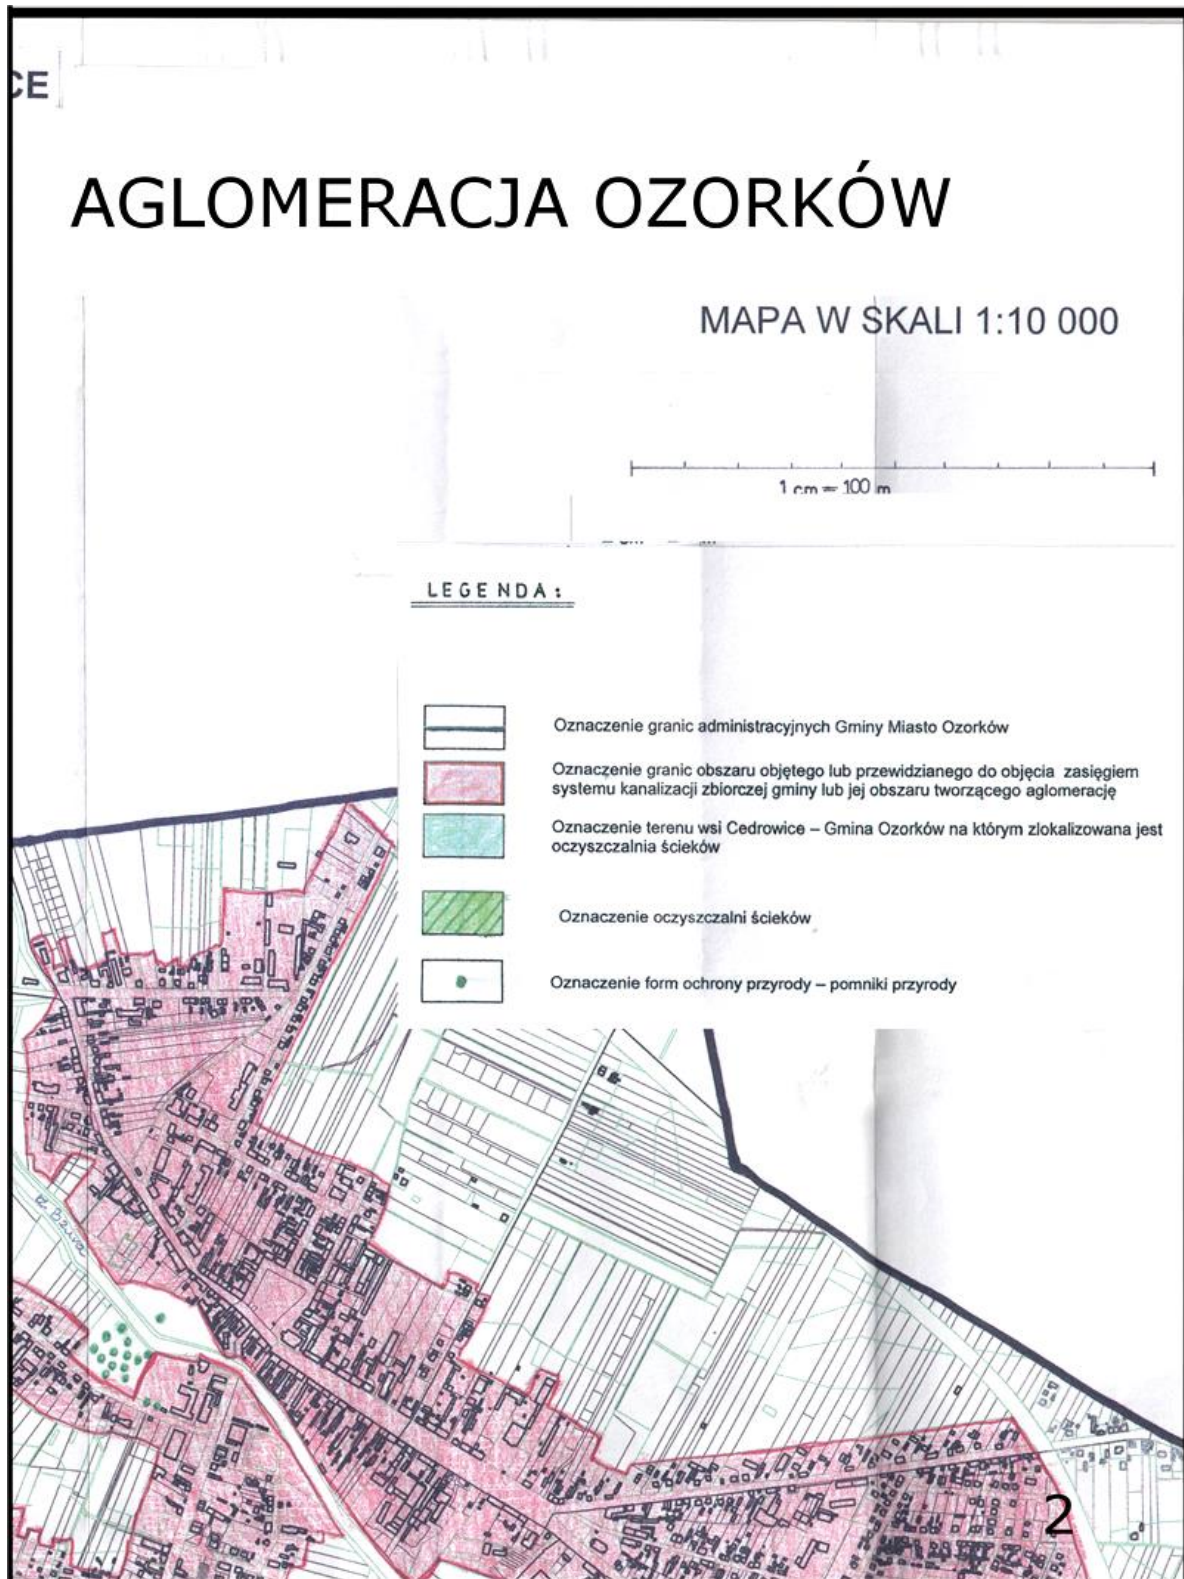 CE
AGLOMERACJA OZORKÓW
MAPA W SKALI 1:10 000
1 cm = 100 m
LEGENDA:
Oznaczenie granic administracyjnych Gminy Miasto Ozorków
Oznaczenie granic obszaru objętego lub przewidzianego do objęcia zasięgiem
systemu kanalizacji zbiorczej gminy lub jej obszaru tworzącego aglomerację
Oznaczenie terenu wsi Cedrowice – Gmina Ozorków na którym zlokalizowana jest
oczyszczalnia ścieków
Oznaczenie oczyszczalni ścieków
Oznaczenie form ochrony przyrody – pomniki przyrody
rz. Bzura
2